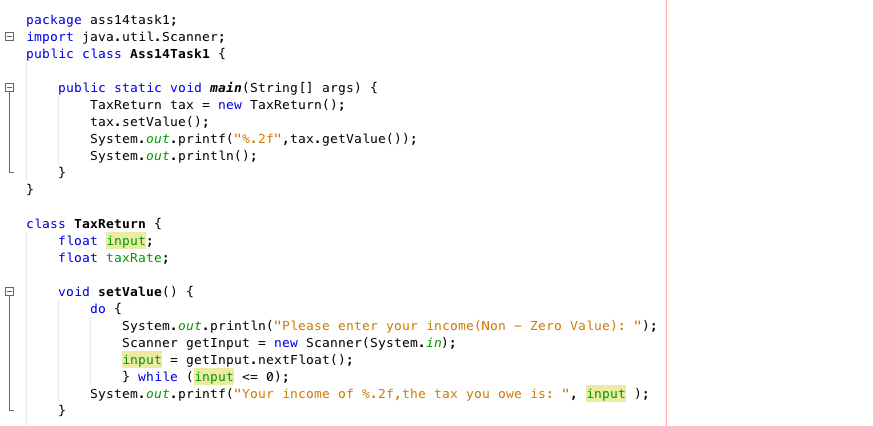 package ass14task1;
import java.util.Scanner;
public class Ass14Task1 {
public static void main(String[] args) {
TaxReturn tax = new TaxReturn();
tax.setValue();
System.out.printf("%.2f",tax.getValue());
System.out.println();
}
}
class TaxReturn {
float input;
float taxRate;
void setValue() {
do {
System.out.println("Please enter your income(Non – Zero Value): ");
Scanner getInput = new Scanner(System.in);
input = getInput.nextFloat();
} while (input <= 0);
System.out.printf("Your income of %.2f,the tax you owe is: ", input );
}